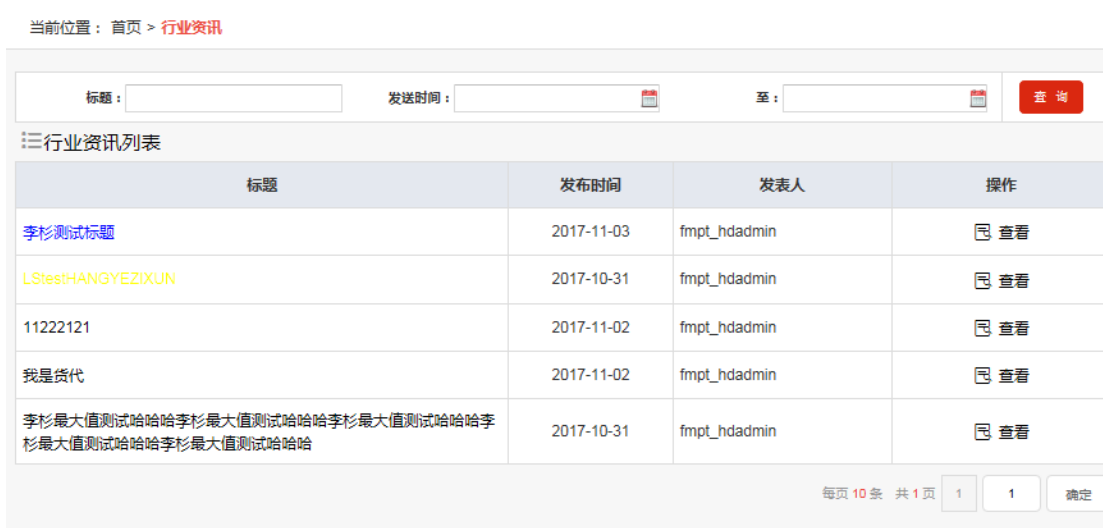 当前位置： 首页 > 行业资讯
标题： 发送时间： 至： 查 询
行业资讯列表
标题 发布时间 发表人 操作
李杉测试标题 2017-11-03 fmpt_hdadmin 查看
LStestHANGYEZIXUN 2017-10-31 fmpt_hdadmin 查看
11222121 2017-11-02 fmpt_hdadmin 查看
我是货代 2017-11-02 fmpt_hdadmin 查看
李杉最大值测试哈哈哈李杉最大值测试哈哈哈李杉最大值测试哈哈哈李
杉最大值测试哈哈哈李杉最大值测试哈哈哈 2017-10-31 fmpt_hdadmin 查看
每页 10 条 共 1 页 1 1 确定